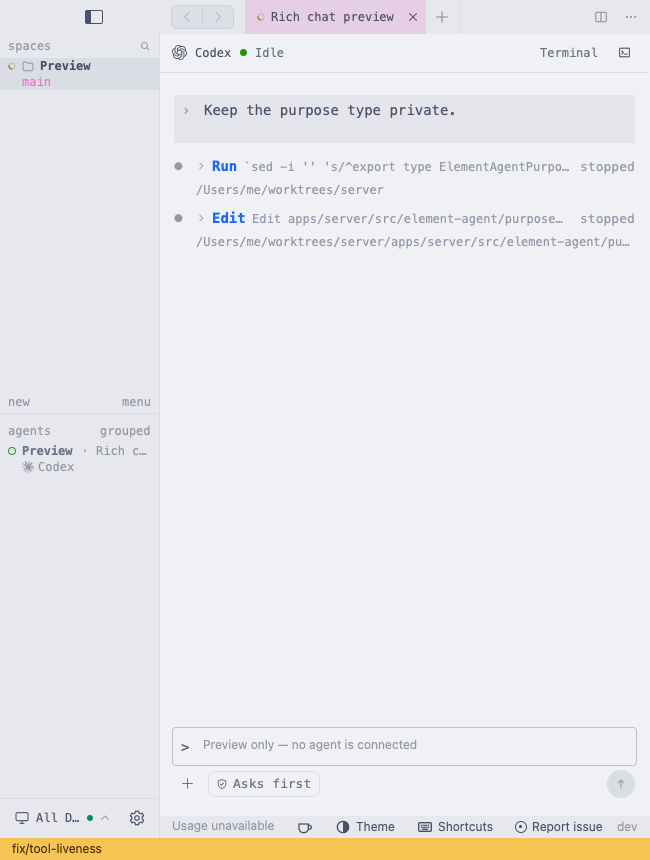 Rich chat preview
spaces
Preview
main
Codex Idle
Terminal
› Keep the purpose type private.
› Run `sed -i '' 's/^export type ElementAgentPurpo… stopped
/Users/me/worktrees/server
› Edit Edit apps/server/src/element-agent/purpose… stopped
/Users/me/worktrees/server/apps/server/src/element-agent/pu…
new menu
agents grouped
Preview · Rich c…
Codex
> Preview only — no agent is connected
Asks first
All D…
Usage unavailable
Theme
Shortcuts
Report issue
dev
fix/tool-liveness